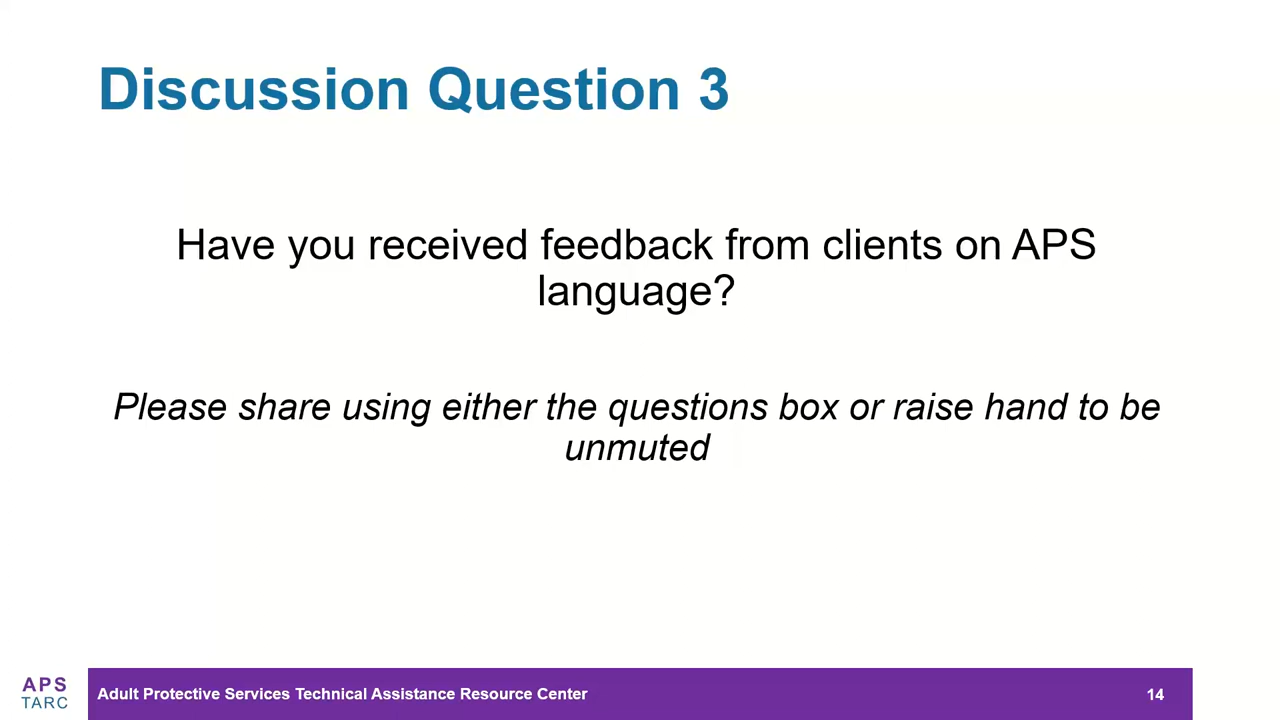 Discussion Question 3
Have you received feedback from clients on APS
language?
Please share using either the questions box or raise hand to be
unmuted
APS
TARC
Adult Protective Services Technical Assistance Resource Center
14